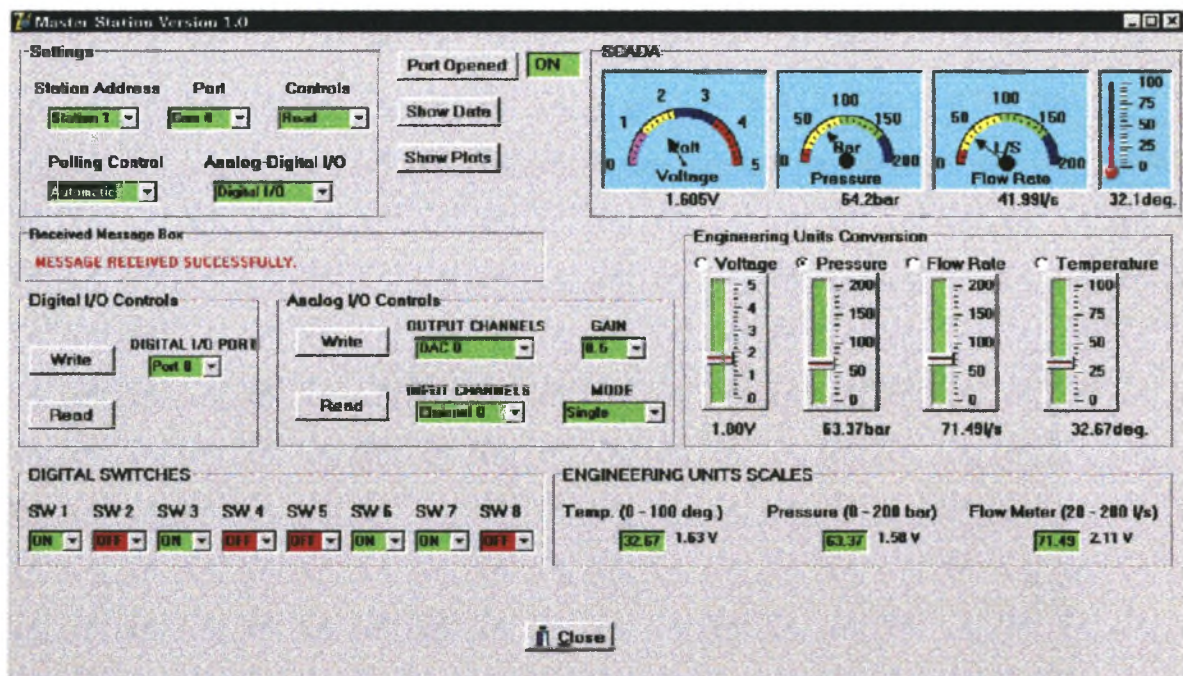 Master Station Version 1.0
Settings
Station Address Port Controls
Station 1 Com 0 Read
Polling Control Analog-Digital I/O
Automatic Digital I/O
Port Opened ON
Show Date
Show Plots
SCADA
0 1 2 3 4 5
Volt
Voltage
1.605V
0 50 100 150 200
Bar
Pressure
64.2bar
0 50 100 150 200
L/S
Flow Rate
41.99l/s
100
75
50
25
0
32.1deg.
Received Message Box
MESSAGE RECEIVED SUCCESSFULLY.
Engineering Units Conversion
Voltage Pressure Flow Rate Temperature
5 200 200 100
4 150 150 75
3 100 100 50
2 50 50 25
1 0 0 0
0
1.80V 63.37bar 71.49l/s 32.67deg.
Digital I/O Controls
Write DIGITAL I/O PORT
Port 0
Read
Analog I/O Controls
Write OUTPUT CHANNELS GAIN
DAC 0 0.5
Read INPUT CHANNELS MODE
Channel 0 Single
DIGITAL SWITCHES
SW 1 SW 2 SW 3 SW 4 SW 5 SW 6 SW 7 SW 8
ON OFF ON OFF OFF ON ON OFF
ENGINEERING UNITS SCALES
Temp. (0 - 100 deg ) Pressure (0 - 200 bar) Flow Meter (20 - 200 l/s)
32.67 1.63 V 63.37 1.58 V 71.49 2.11 V
Close